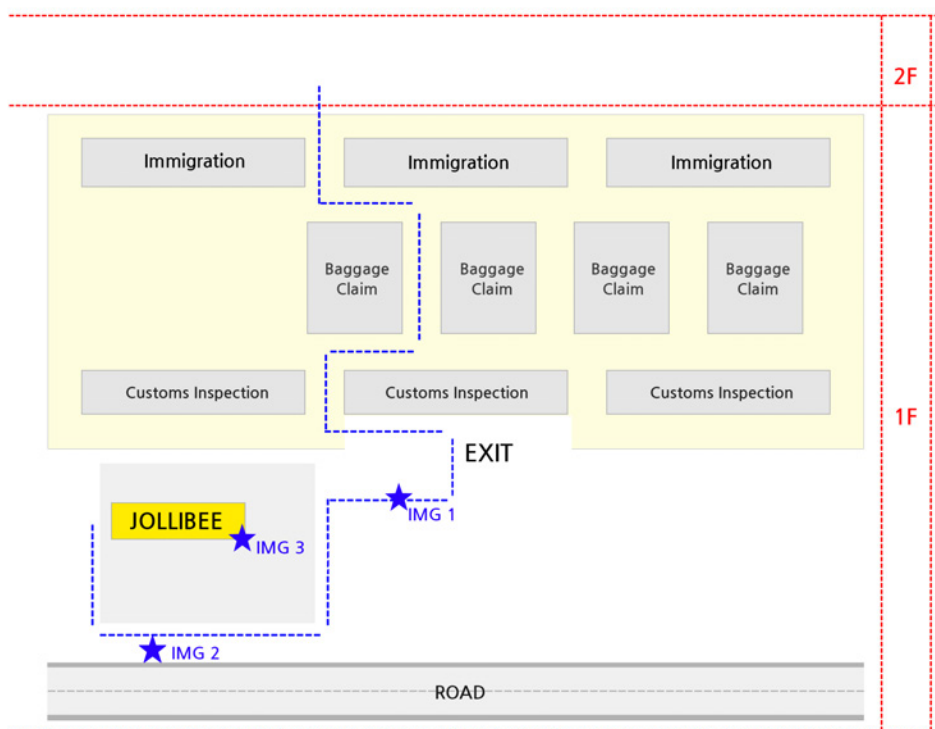 2F
Immigration
Immigration
Immigration
Baggage
Claim
Baggage
Claim
Baggage
Claim
Baggage
Claim
Customs Inspection
Customs Inspection
Customs Inspection
1F
EXIT
IMG 1
JOLLIBEE
IMG 3
IMG 2
ROAD